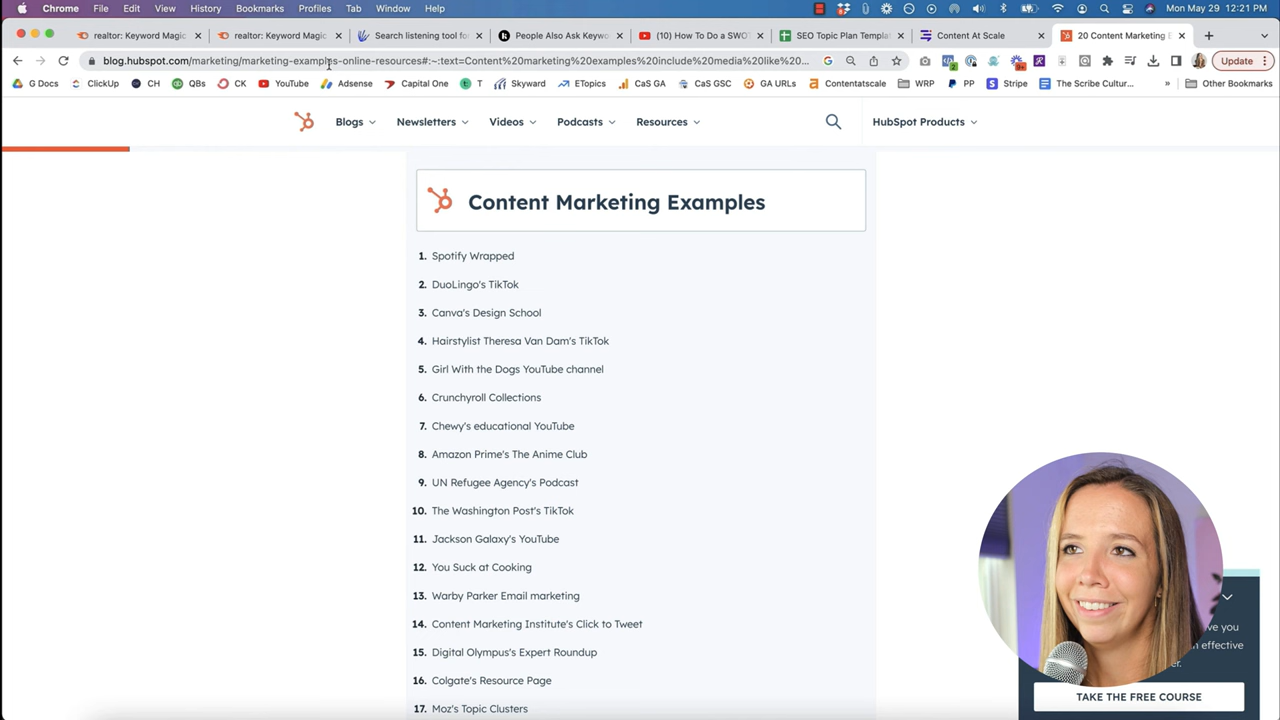 Chrome File Edit View History Bookmarks Profiles Tab Window Help Mon May 29 12:21 PM
realtor: Keyword Magic realtor: Keyword Magic Search listening tool for People Also Ask Keywo (10) How To Do a SWOT SEO Topic Plan Templa Content At Scale 20 Content Marketing E
blog.hubspot.com/marketing/marketing-examples-online-resources#:~:text=Content%20marketing%20examples%20include%20media%20like%20... Update
G Docs ClickUp CH QBs CK YouTube Adsense Capital One Skyward ETopics CaS GA CaS GSC GA URLs Contentatscale WRP PP Stripe The Scribe Cultur... » Other Bookmarks
Blogs Newsletters Videos Podcasts Resources HubSpot Products
Content Marketing Examples
1. Spotify Wrapped
2. DuoLingo's TikTok
3. Canva's Design School
4. Hairstylist Theresa Van Dam's TikTok
5. Girl With the Dogs YouTube channel
6. Crunchyroll Collections
7. Chewy's educational YouTube
8. Amazon Prime's The Anime Club
9. UN Refugee Agency's Podcast
10. The Washington Post's TikTok
11. Jackson Galaxy's YouTube
12. You Suck at Cooking
13. Warby Parker Email marketing
14. Content Marketing Institute's Click to Tweet
15. Digital Olympus's Expert Roundup
16. Colgate's Resource Page
17. Moz's Topic Clusters
you
effective
TAKE THE FREE COURSE